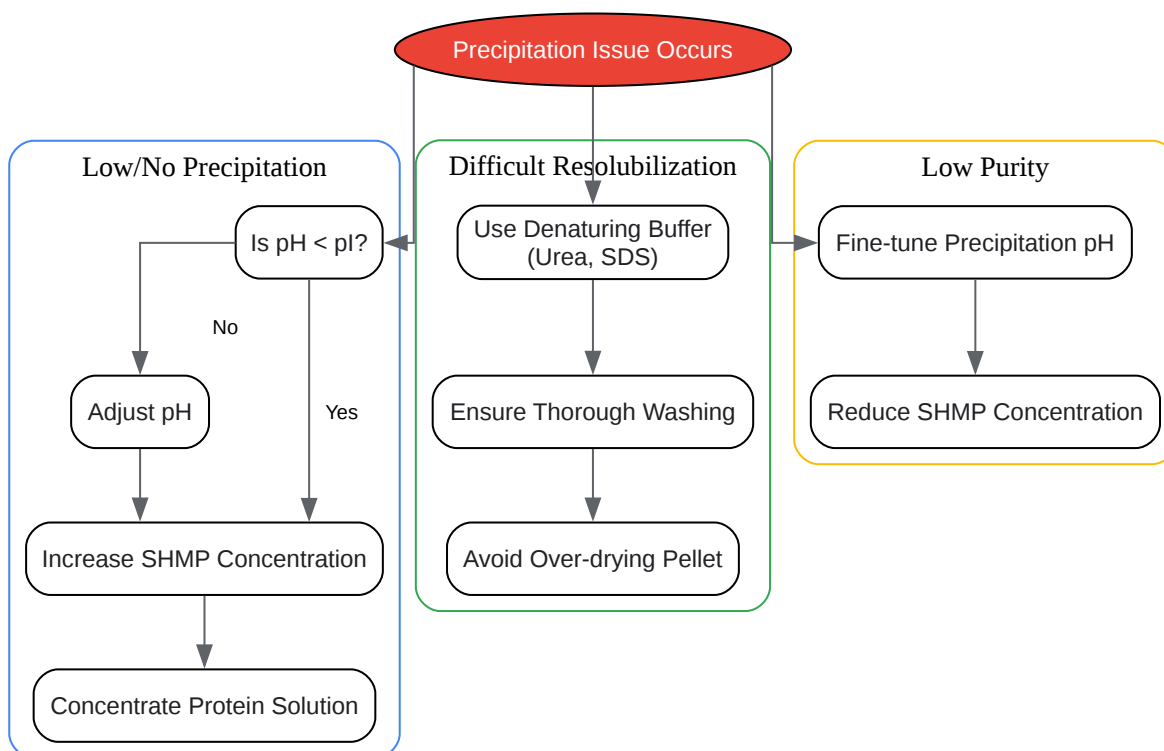 Precipitation Issue Occurs
Low/No Precipitation
Is pH < pI?
No
Adjust pH
Yes
Increase SHMP Concentration
Concentrate Protein Solution
Difficult Resolubilization
Use Denaturing Buffer
(Urea, SDS)
Ensure Thorough Washing
Avoid Over-drying Pellet
Low Purity
Fine-tune Precipitation pH
Reduce SHMP Concentration